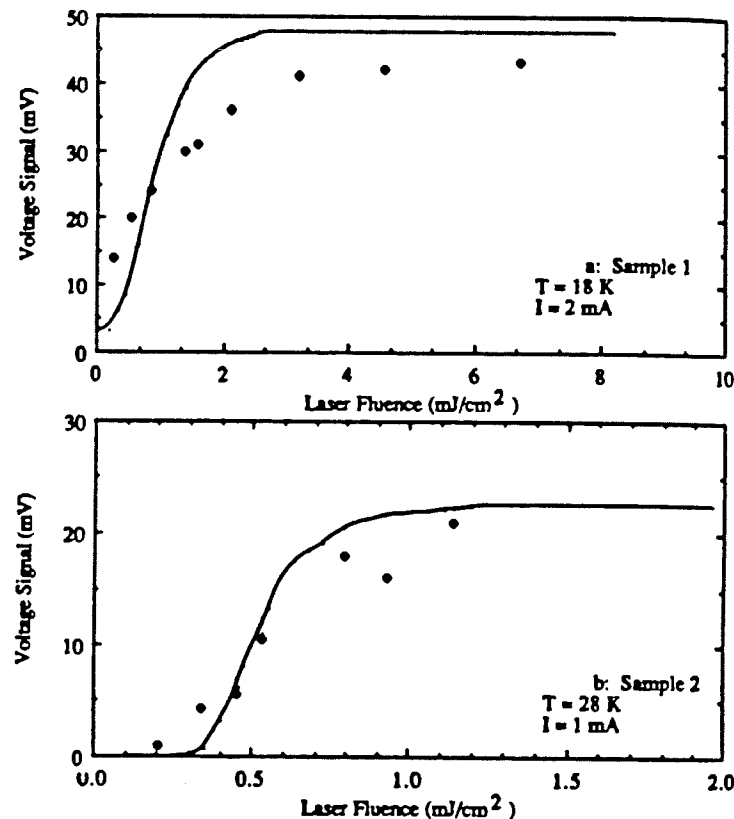 50
40
30
20
10
0
Voltage Signal (mV)
a: Sample 1
T = 18 K
I = 2 mA
0 2 4 6 8 10
Laser Fluence (mJ/cm²)
30
20
10
0
Voltage Signal (mV)
b: Sample 2
T = 28 K
I = 1 mA
0.0 0.5 1.0 1.5 2.0
Laser Fluence (mJ/cm²)